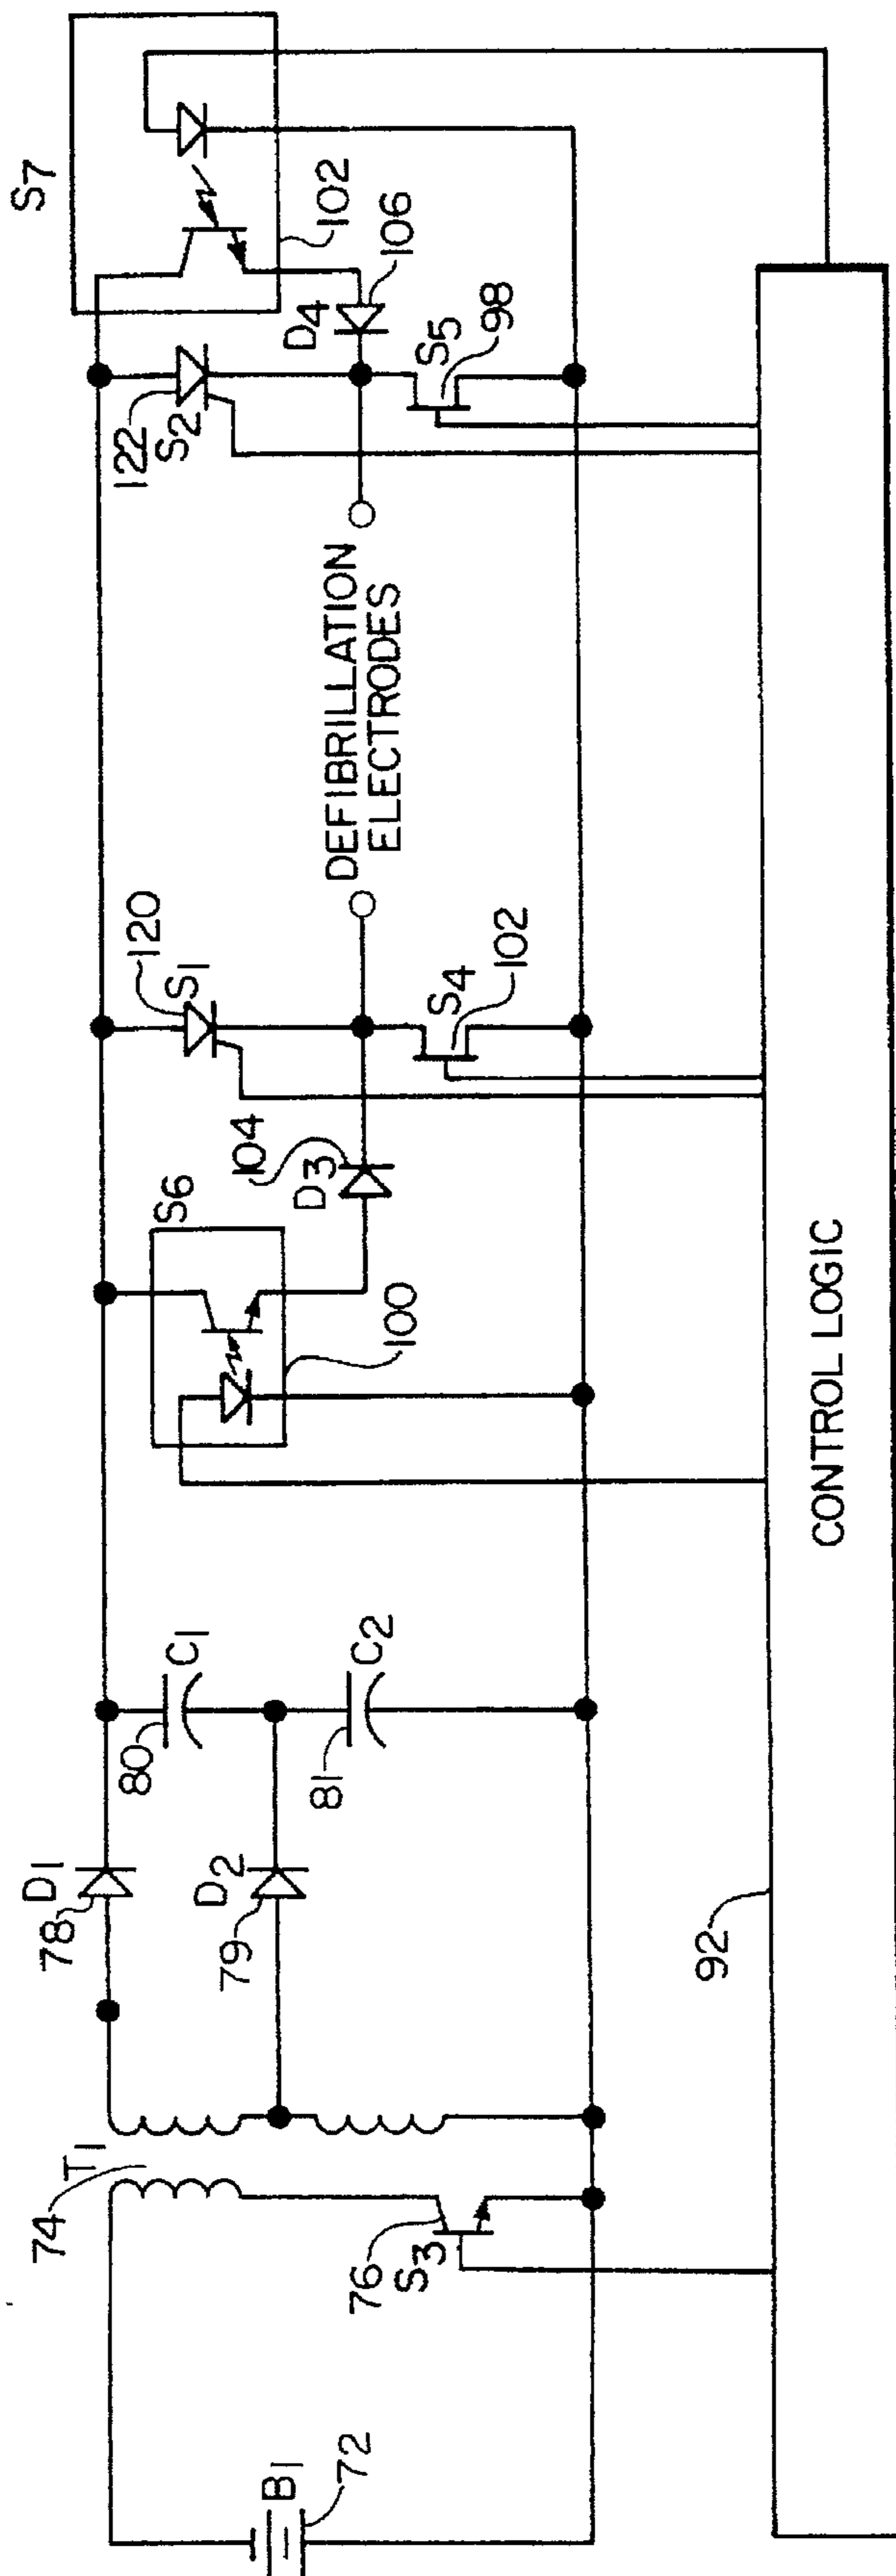 B1
72
74
T1
76
S3
D1
78
D2
79
80
C1
81
C2
92
S6
100
104
D3
120
S1
S4
102
DEFIBRILLATION
ELECTRODES
122
S2
D4
106
S5
98
S7
102
CONTROL LOGIC